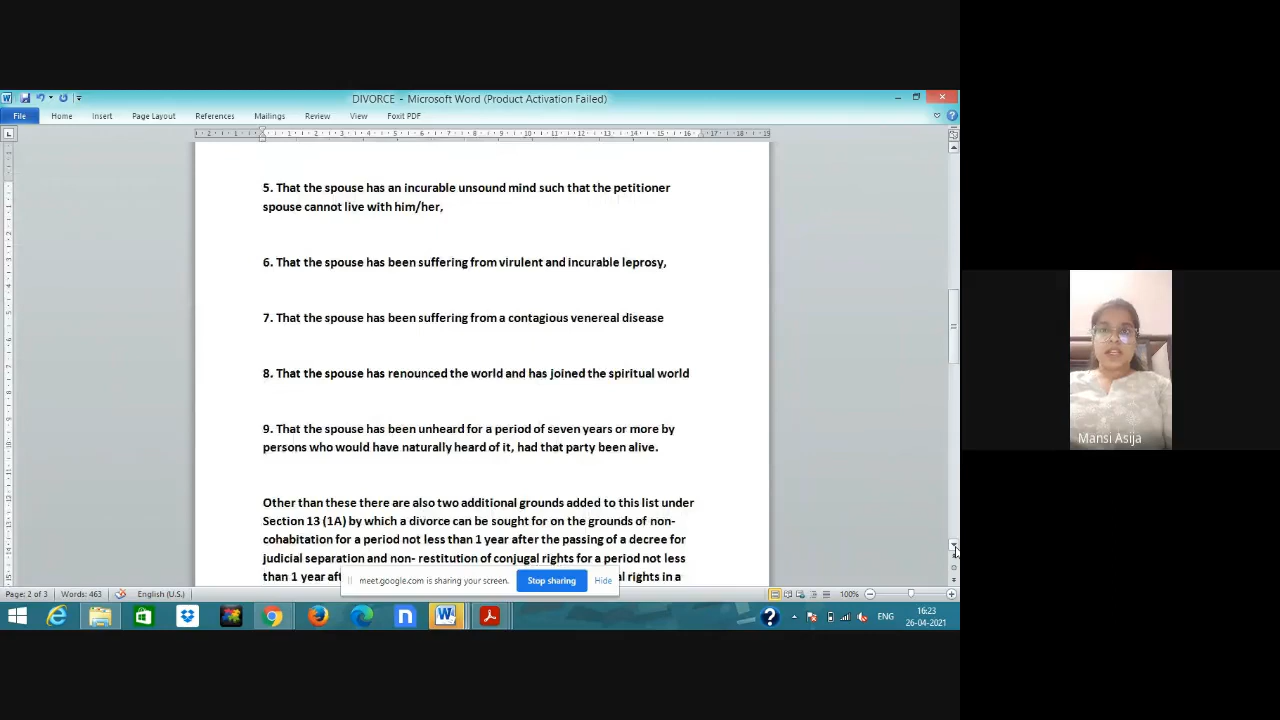 DIVORCE - Microsoft Word (Product Activation Failed)
File Home Insert Page Layout References Mailings Review View Foxit PDF
5. That the spouse has an incurable unsound mind such that the petitioner
spouse cannot live with him/her,
6. That the spouse has been suffering from virulent and incurable leprosy,
7. That the spouse has been suffering from a contagious venereal disease
8. That the spouse has renounced the world and has joined the spiritual world
9. That the spouse has been unheard for a period of seven years or more by
persons who would have naturally heard of it, had that party been alive.
Other than these there are also two additional grounds added to this list under
Section 13 (1A) by which a divorce can be sought for on the grounds of non-
cohabitation for a period not less than 1 year after the passing of a decree for
judicial separation and non- restitution of conjugal rights for a period not less
than 1 year aft
l rights in a
meet.google.com is sharing your screen. Stop sharing Hide
Mansi Asija
Page: 2 of 3 Words: 463 English (U.S.) 100%
ENG 16:23
26-04-2021